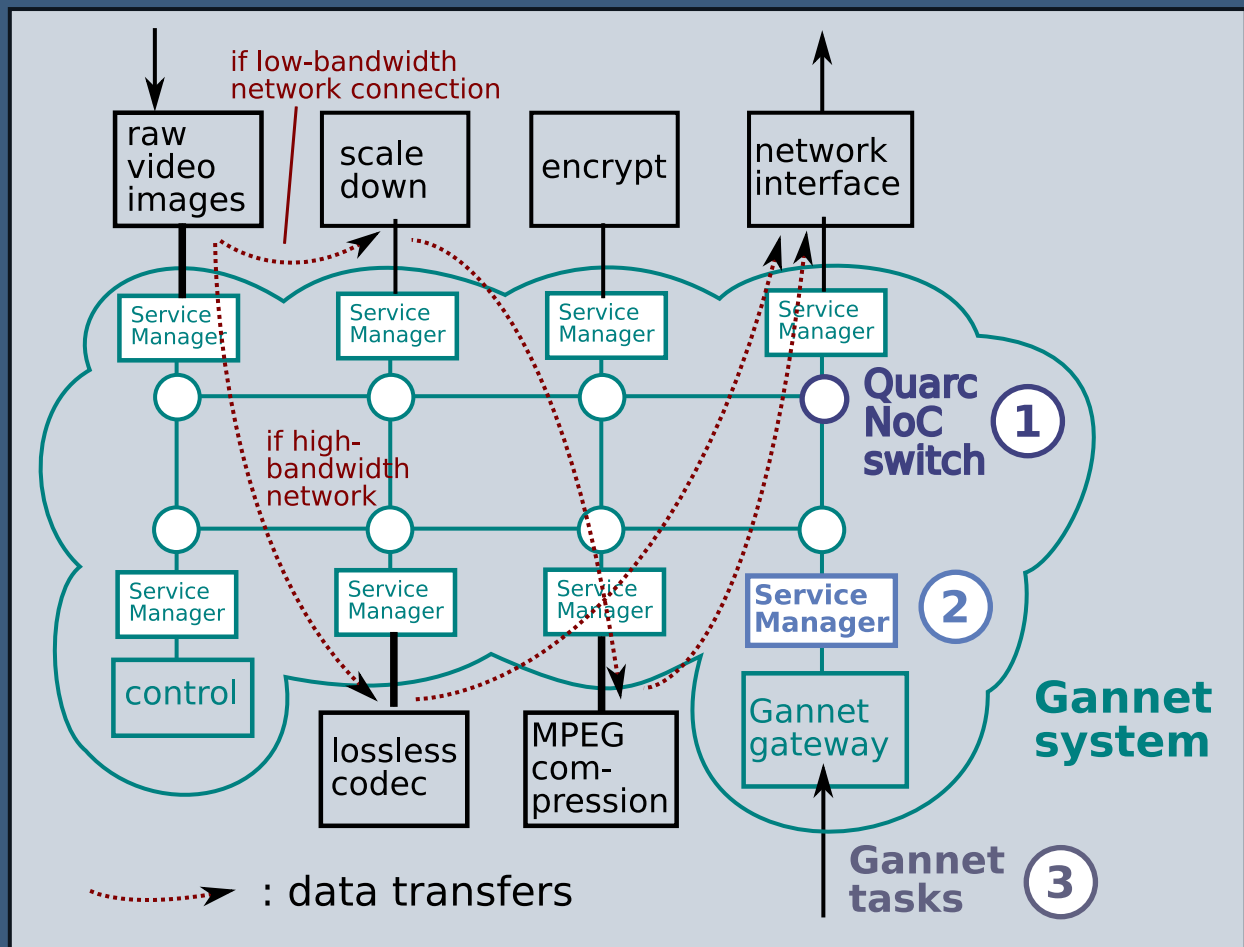 if low-bandwidth
network connection
raw
video
images
scale
down
encrypt
network
interface
Service
Manager
Service
Manager
Service
Manager
Service
Manager
Quarc
NoC
switch
1
if high-
bandwidth
network
Service
Manager
Service
Manager
Service
Manager
Service
Manager
2
control
lossless
codec
MPEG
com-
pression
Gannet
gateway
Gannet
system
Gannet
tasks
3
: data transfers